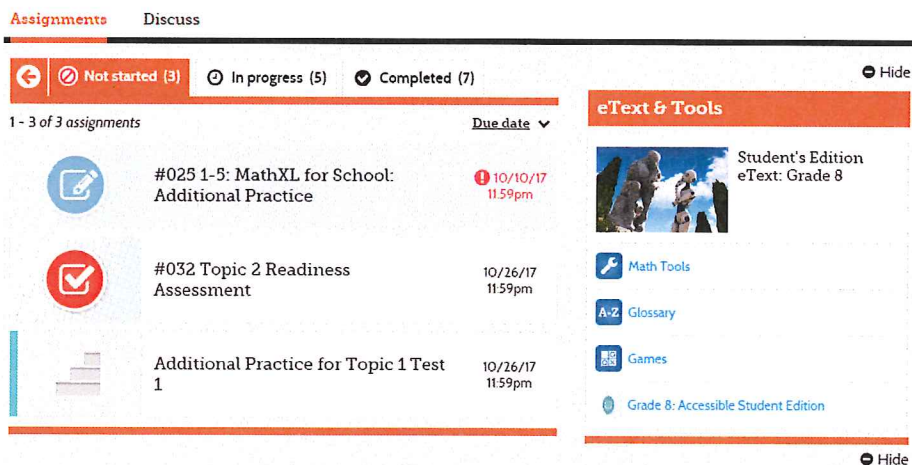 Assignments
Discuss
Not started (3)
In progress (5)
Completed (7)
Hide
1 - 3 of 3 assignments
Due date
#025 1-5: MathXL for School:
Additional Practice
10/10/17
11:59pm
#032 Topic 2 Readiness
Assessment
10/26/17
11:59pm
Additional Practice for Topic 1 Test
1
10/26/17
11:59pm
eText & Tools
Student's Edition
eText: Grade 8
Math Tools
A-Z
Glossary
Games
Grade 8: Accessible Student Edition
Hide